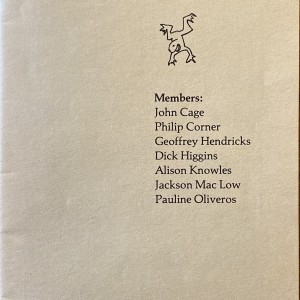 Members:
John Cage
Philip Corner
Geoffrey Hendricks
Dick Higgins
Alison Knowles
Jackson Mac Low
Pauline Oliveros